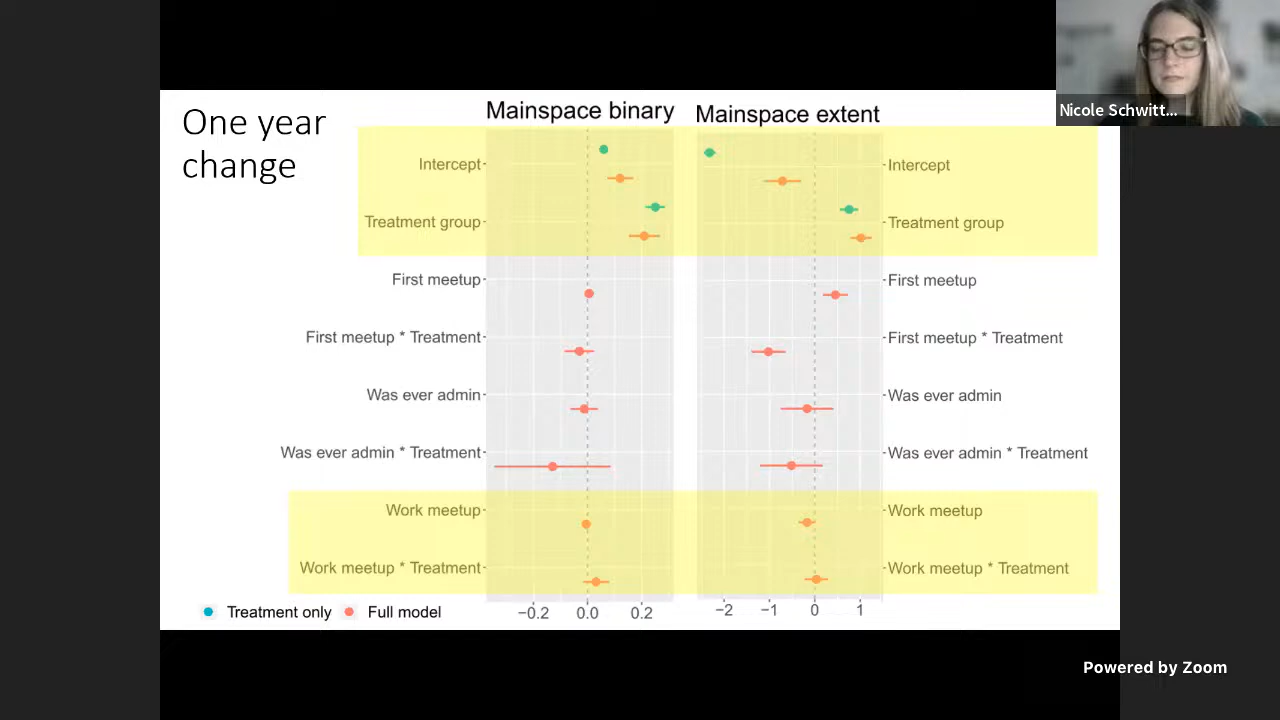 One year
change
Mainspace binary
Mainspace extent
Intercept
Treatment group
First meetup
First meetup * Treatment
Was ever admin
Was ever admin * Treatment
Work meetup
Work meetup * Treatment
Intercept
Treatment group
First meetup
First meetup * Treatment
Was ever admin
Was ever admin * Treatment
Work meetup
Work meetup * Treatment
−0.2 0.0 0.2
−2 −1 0 1
Treatment only Full model
Nicole Schwitt...
Powered by Zoom